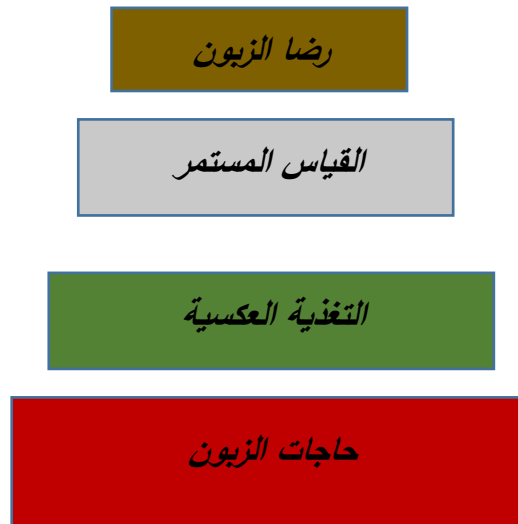 رضا الزبون
القياس المستمر
التغذية العكسية
حاجات الزبون